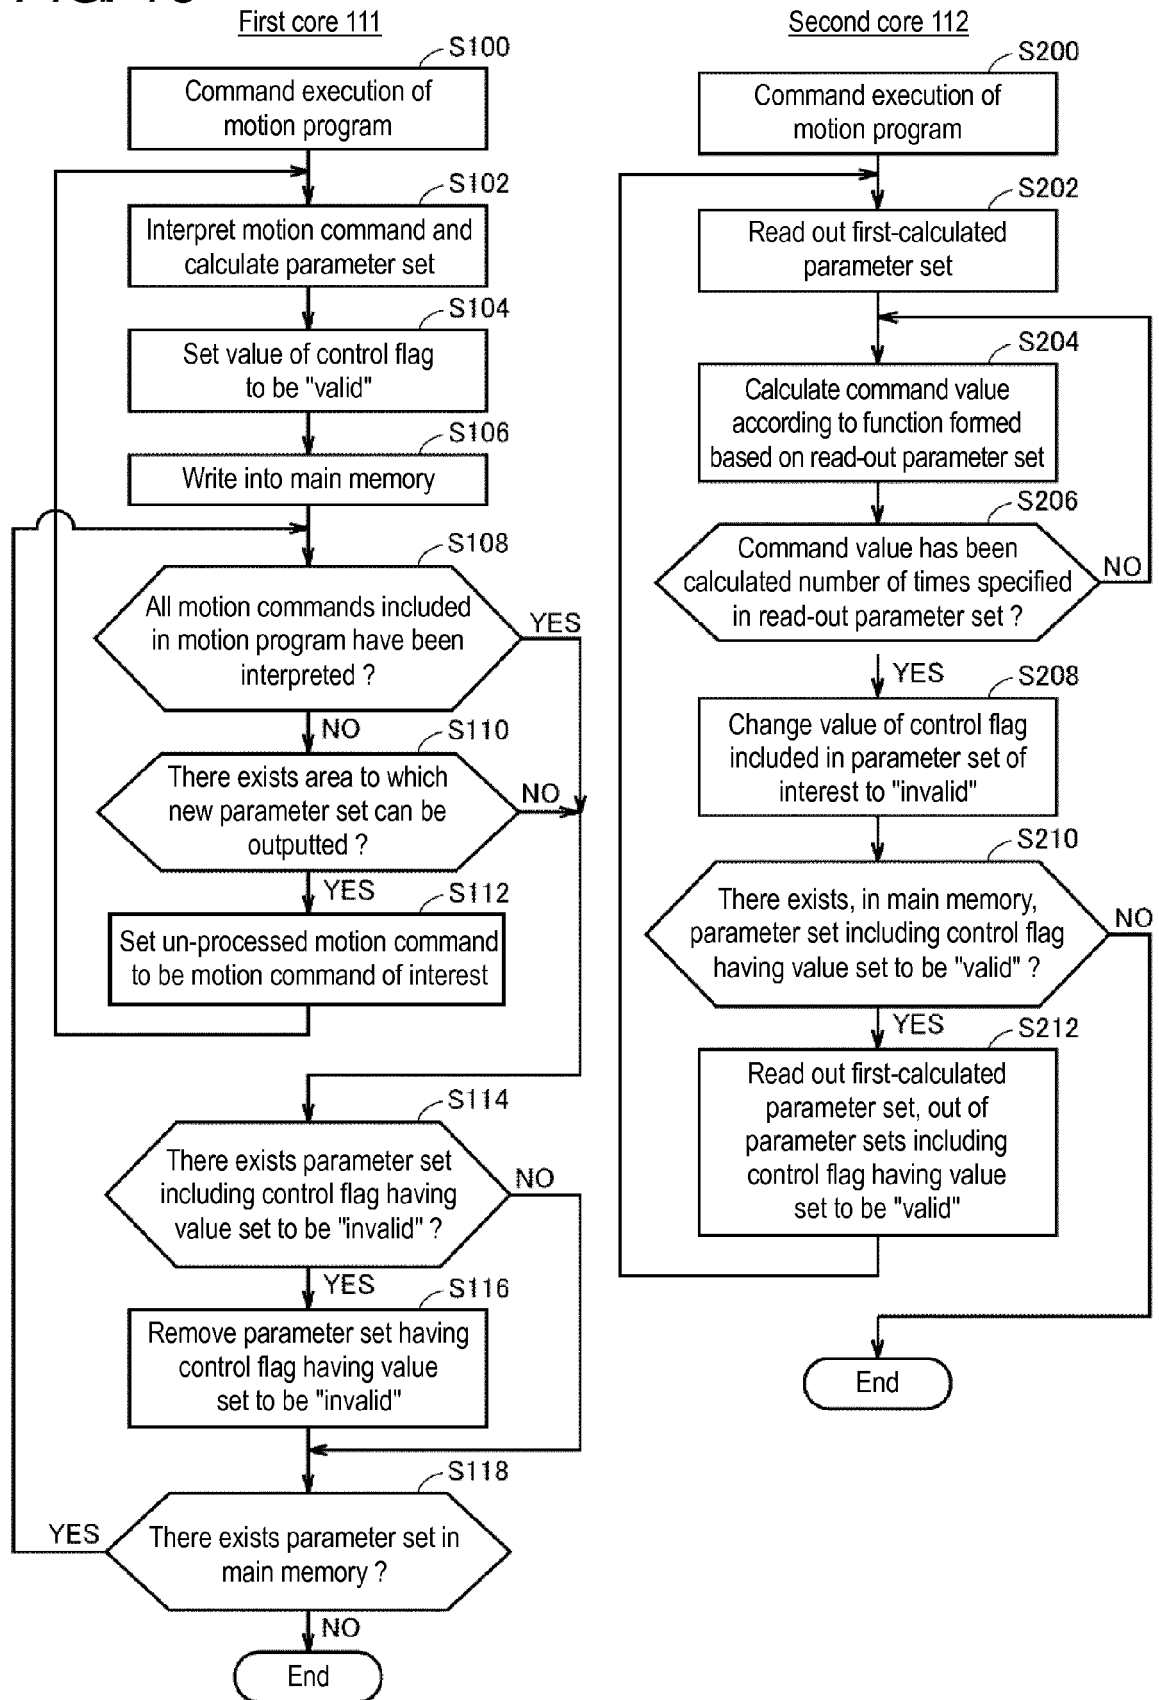 First core 111
S100
Command execution of
motion program
S102
Interpret motion command and
calculate parameter set
S104
Set value of control flag
to be "valid"
S106
Write into main memory
S108
All motion commands included
in motion program have been
interpreted ?
YES
NO
S110
There exists area to which
new parameter set can be
outputted ?
NO
YES
S112
Set un-processed motion command
to be motion command of interest
S114
There exists parameter set
including control flag having
value set to be "invalid" ?
NO
YES
S116
Remove parameter set having
control flag having value
set to be "invalid"
S118
There exists parameter set in
main memory ?
YES
NO
End
Second core 112
S200
Command execution of
motion program
S202
Read out first-calculated
parameter set
S204
Calculate command value
according to function formed
based on read-out parameter set
S206
Command value has been
calculated number of times specified
in read-out parameter set ?
NO
YES
S208
Change value of control flag
included in parameter set of
interest to "invalid"
S210
There exists, in main memory,
parameter set including control flag
having value set to be "valid" ?
NO
YES
S212
Read out first-calculated
parameter set, out of
parameter sets including
control flag having value
set to be "valid"
End